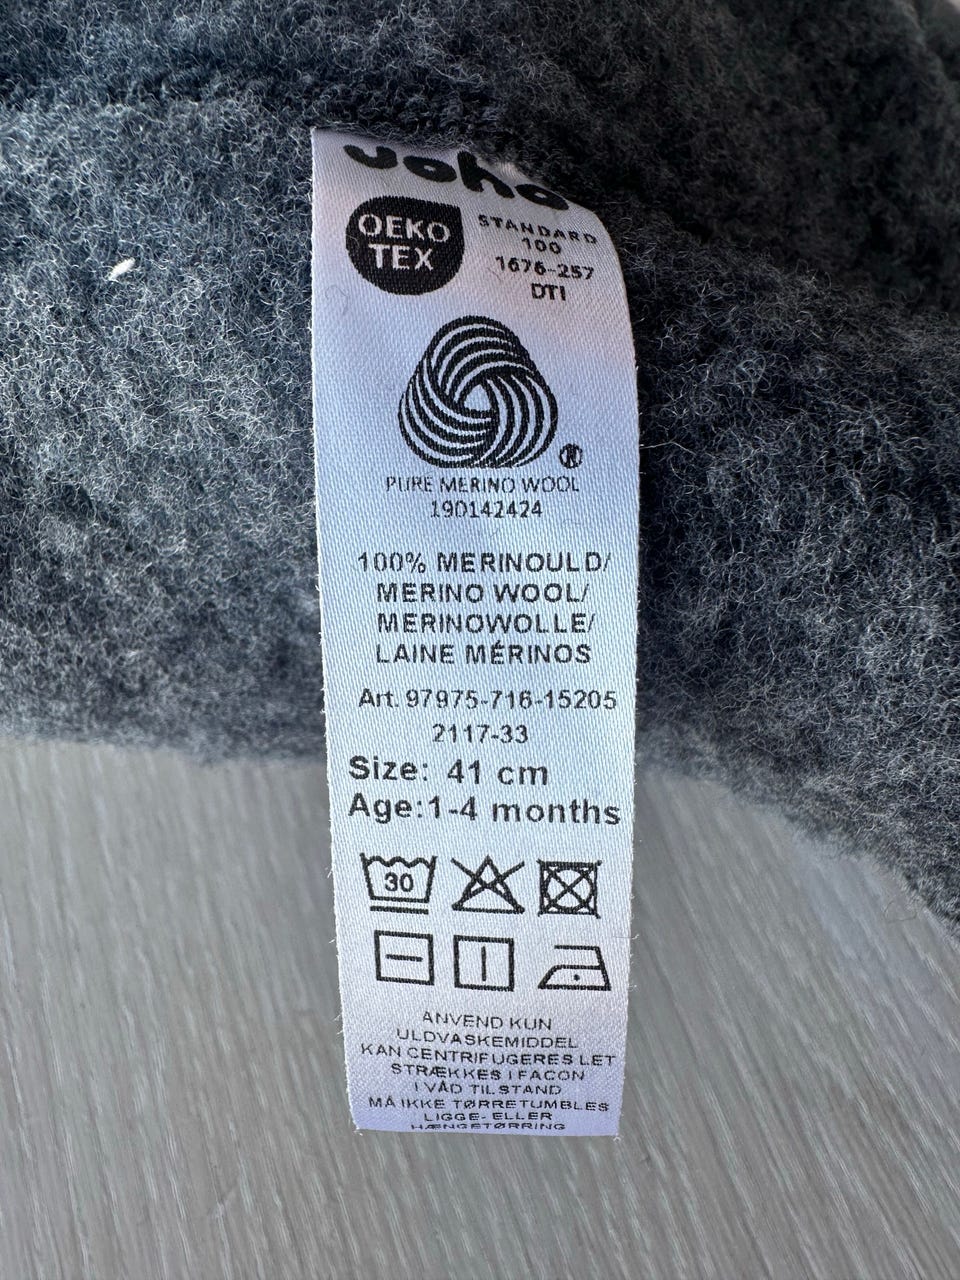 Joha
OEKO
TEX
STANDARD
100
1676-257
DTI
®
PURE MERINO WOOL
190142424
100% MERINOULD/
MERINO WOOL/
MERINOWOLLE/
LAINE MÉRINOS
Art. 97975-716-15205
2117-33
Size: 41 cm
Age:1-4 months
30
ANVEND KUN
ULDVASKEMIDDEL
KAN CENTRIFUGERES LET
STRÆKKES I FACON
I VÅD TILSTAND
MÅ IKKE TØRRETUMBLES
LIGGE- ELLER
HÆNGETØRRING